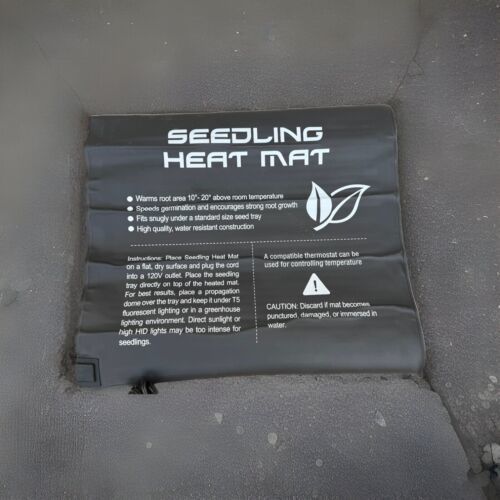 SEEDLING
HEAT MAT
● Warms root area 10°- 20° above room temperature
● Speeds germination and encourages strong root growth
● Fits snugly under a standard size seed tray
● High quality, water resistant construction
Instructions: Place Seedling Heat Mat
on a flat, dry surface and plug the cord
into a 120V outlet. Place the seedling
tray directly on top of the heated mat.
For best results, place a propagation
dome over the tray and keep it under T5
fluorescent lighting or in a greenhouse
lighting environment. Direct sunlight or
high HID lights may be too intense for
seedlings.
A compatible thermostat can be
used for controlling temperature
CAUTION: Discard if mat becomes
punctured, damaged, or immersed in
water.